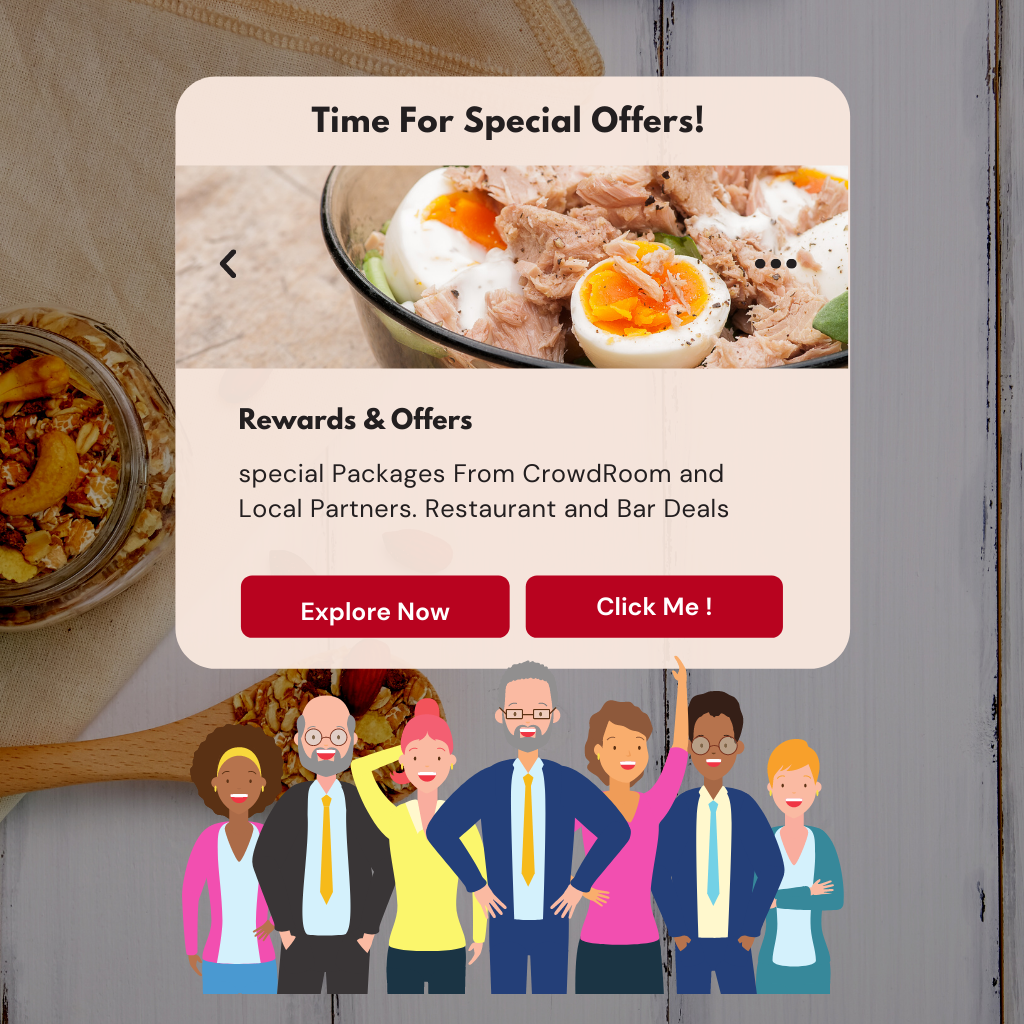 Time For Special Offers!
Rewards & Offers
special Packages From CrowdRoom and
Local Partners. Restaurant and Bar Deals
Explore Now
Click Me !